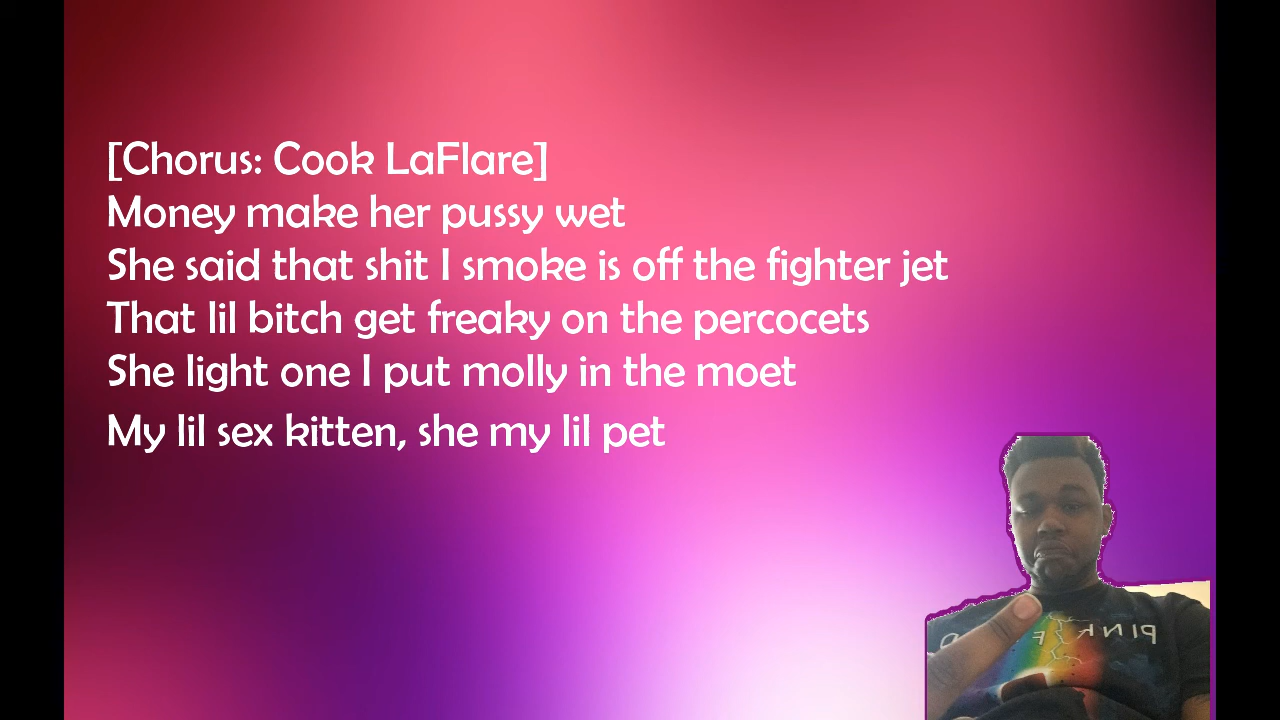 [Chorus: Cook LaFlare]
Money make her pussy wet
She said that shit I smoke is off the fighter jet
That lil bitch get freaky on the percocets
She light one I put molly in the moet
My lil sex kitten, she my lil pet
PINK F